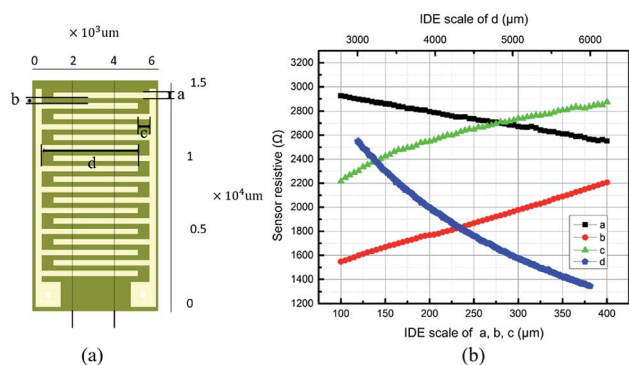 × 10³um
0 2 4 6
1.5
b
a
c
d
1
× 10⁴um
0.5
0
(a)
IDE scale of d (μm)
3000 4000 5000 6000
3200
3000
2800
2600
2400
2200
2000
1800
1600
1400
1200
Sensor resistive (Ω)
a
b
c
d
100 150 200 250 300 350 400
IDE scale of a, b, c (μm)
(b)